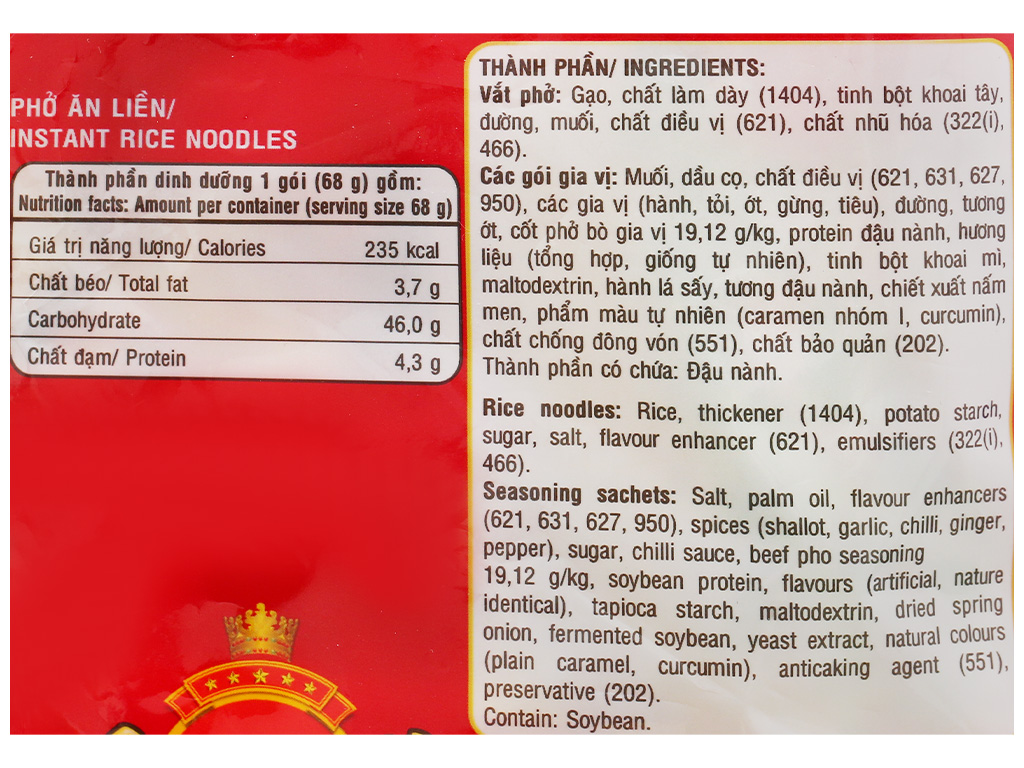 PHỞ ĂN LIỀN/
INSTANT RICE NOODLES
Thành phần dinh dưỡng 1 gói (68 g) gồm:
Nutrition facts: Amount per container (serving size 68 g)
Giá trị năng lượng/ Calories 235 kcal
Chất béo/ Total fat 3,7 g
Carbohydrate 46,0 g
Chất đạm/ Protein 4,3 g
THÀNH PHẦN/ INGREDIENTS:
Vắt phở: Gạo, chất làm dày (1404), tinh bột khoai tây,
đường, muối, chất điều vị (621), chất nhũ hóa (322(i),
466).
Các gói gia vị: Muối, dầu cọ, chất điều vị (621, 631, 627,
950), các gia vị (hành, tỏi, ớt, gừng, tiêu), đường, tương
ớt, cốt phở bò gia vị 19,12 g/kg, protein đậu nành, hương
liệu (tổng hợp, giống tự nhiên), tinh bột khoai mì,
maltodextrin, hành lá sấy, tương đậu nành, chiết xuất nấm
men, phẩm màu tự nhiên (caramen nhóm I, curcumin),
chất chống đông vón (551), chất bảo quản (202).
Thành phần có chứa: Đậu nành.
Rice noodles: Rice, thickener (1404), potato starch,
sugar, salt, flavour enhancer (621), emulsifiers (322(i),
466).
Seasoning sachets: Salt, palm oil, flavour enhancers
(621, 631, 627, 950), spices (shallot, garlic, chilli, ginger,
pepper), sugar, chilli sauce, beef pho seasoning
19,12 g/kg, soybean protein, flavours (artificial, nature
identical), tapioca starch, maltodextrin, dried spring
onion, fermented soybean, yeast extract, natural colours
(plain caramel, curcumin), anticaking agent (551),
preservative (202).
Contain: Soybean.